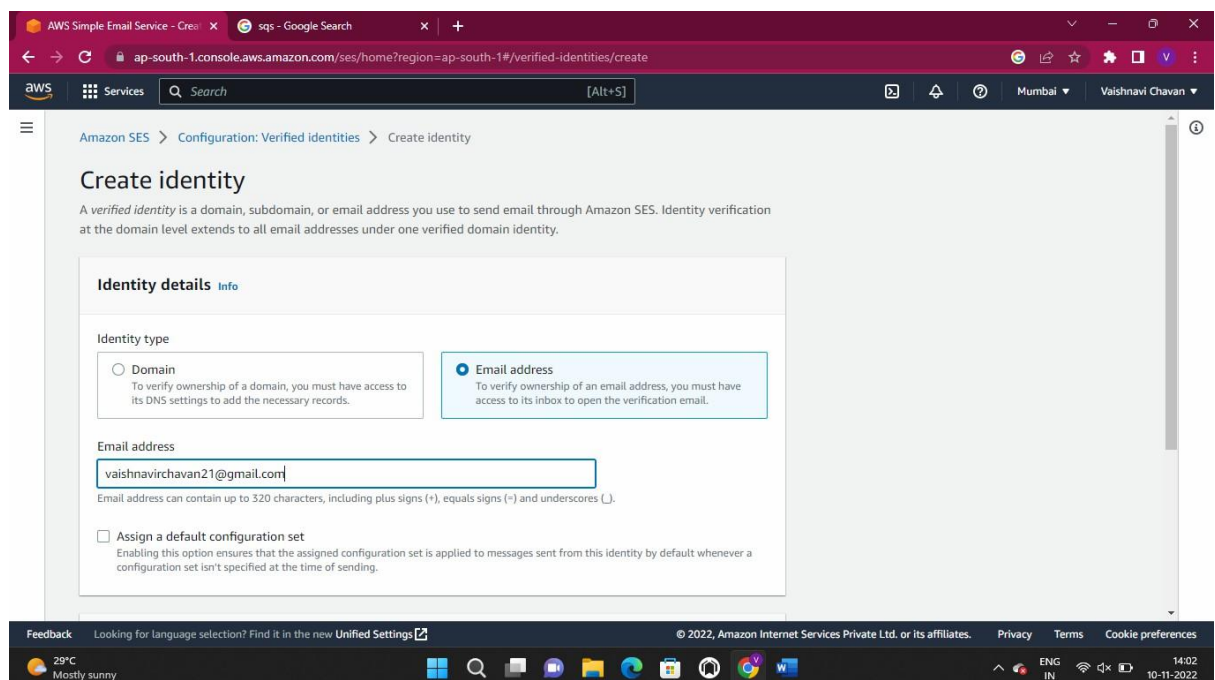 AWS Simple Email Service - Creat
sqs - Google Search
ap-south-1.console.aws.amazon.com/ses/home?region=ap-south-1#/verified-identities/create
V
aws
Services
Search
[Alt+S]
Mumbai
Vaishnavi Chavan
Amazon SES > Configuration: Verified identities > Create identity
Create identity
A verified identity is a domain, subdomain, or email address you use to send email through Amazon SES. Identity verification
at the domain level extends to all email addresses under one verified domain identity.
Identity details Info
Identity type
Domain
To verify ownership of a domain, you must have access to
its DNS settings to add the necessary records.
Email address
To verify ownership of an email address, you must have
access to its inbox to open the verification email.
Email address
vaishnavirchavan21@gmail.com
Email address can contain up to 320 characters, including plus signs (+), equals signs (=) and underscores (_).
Assign a default configuration set
Enabling this option ensures that the assigned configuration set is applied to messages sent from this identity by default whenever a
configuration set isn't specified at the time of sending.
Feedback
Looking for language selection? Find it in the new Unified Settings
© 2022, Amazon Internet Services Private Ltd. or its affiliates.
Privacy
Terms
Cookie preferences
29°C
Mostly sunny
ENG
IN
14:02
10-11-2022